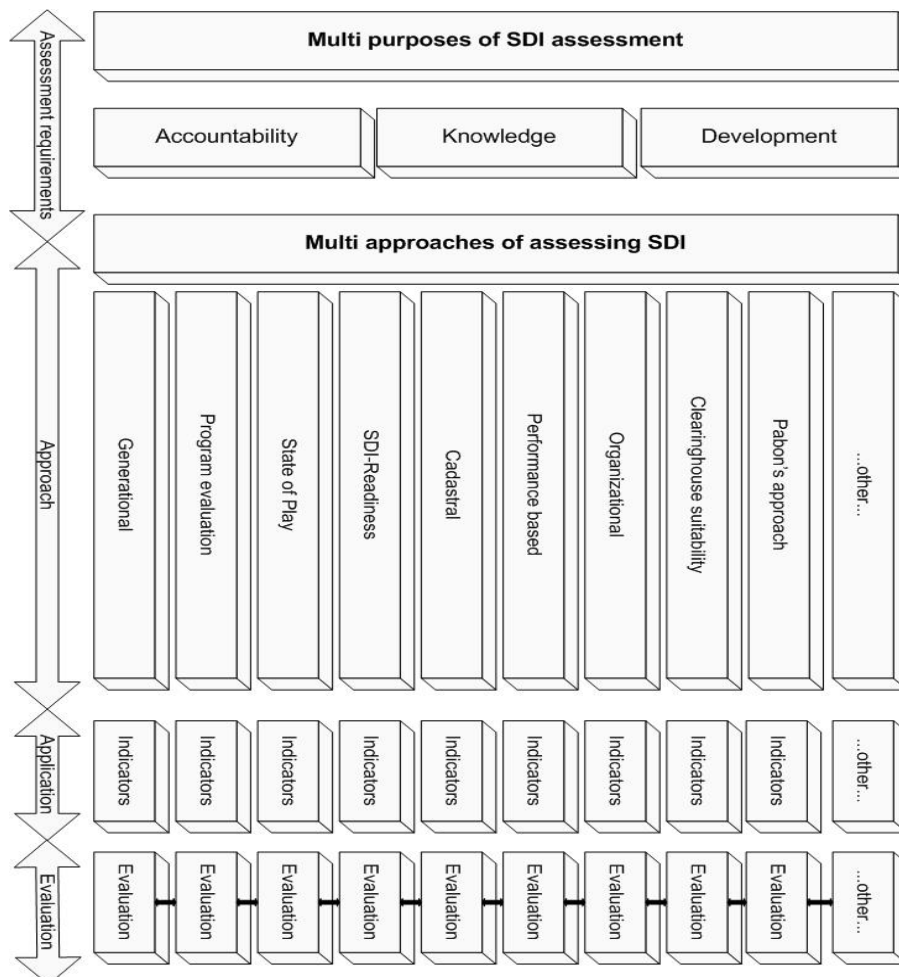 Assessment requirements
Multi purposes of SDI assessment
Accountability
Knowledge
Development
Multi approaches of assessing SDI
Approach
Generational
Program evaluation
State of Play
SDI-Readiness
Cadastral
Performance based
Organizational
Clearinghouse suitability
Pabon's approach
...other...
Application
Indicators
Indicators
Indicators
Indicators
Indicators
Indicators
Indicators
Indicators
Indicators
...other...
Evaluation
Evaluation
Evaluation
Evaluation
Evaluation
Evaluation
Evaluation
Evaluation
Evaluation
Evaluation
...other...